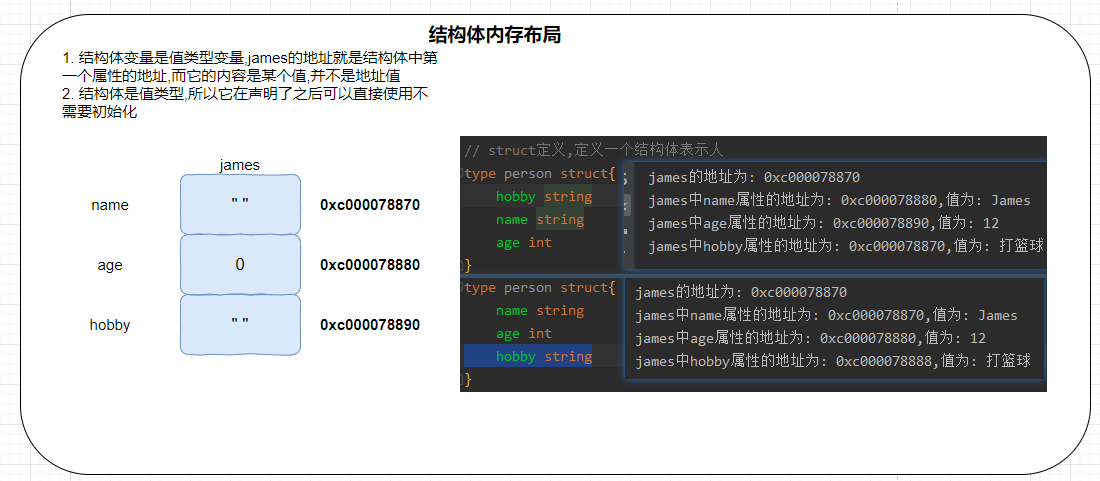 结构体内存布局
1. 结构体变量是值类型变量,james的地址就是结构体中第
一个属性的地址,而它的内容是某个值,并不是地址值
2. 结构体是值类型,所以它在声明了之后可以直接使用不
需要初始化
james
name " " 0xc000078870
age 0 0xc000078880
hobby " " 0xc000078890
// struct定义,定义一个结构体表示人
type person struct{
hobby string
name string
age int
}
james的地址为: 0xc000078870
james中name属性的地址为: 0xc000078880,值为: James
james中age属性的地址为: 0xc000078890,值为: 12
james中hobby属性的地址为: 0xc000078870,值为: 打篮球
type person struct{
name string
age int
hobby string
}
james的地址为: 0xc000078870
james中name属性的地址为: 0xc000078870,值为: James
james中age属性的地址为: 0xc000078880,值为: 12
james中hobby属性的地址为: 0xc000078888,值为: 打篮球